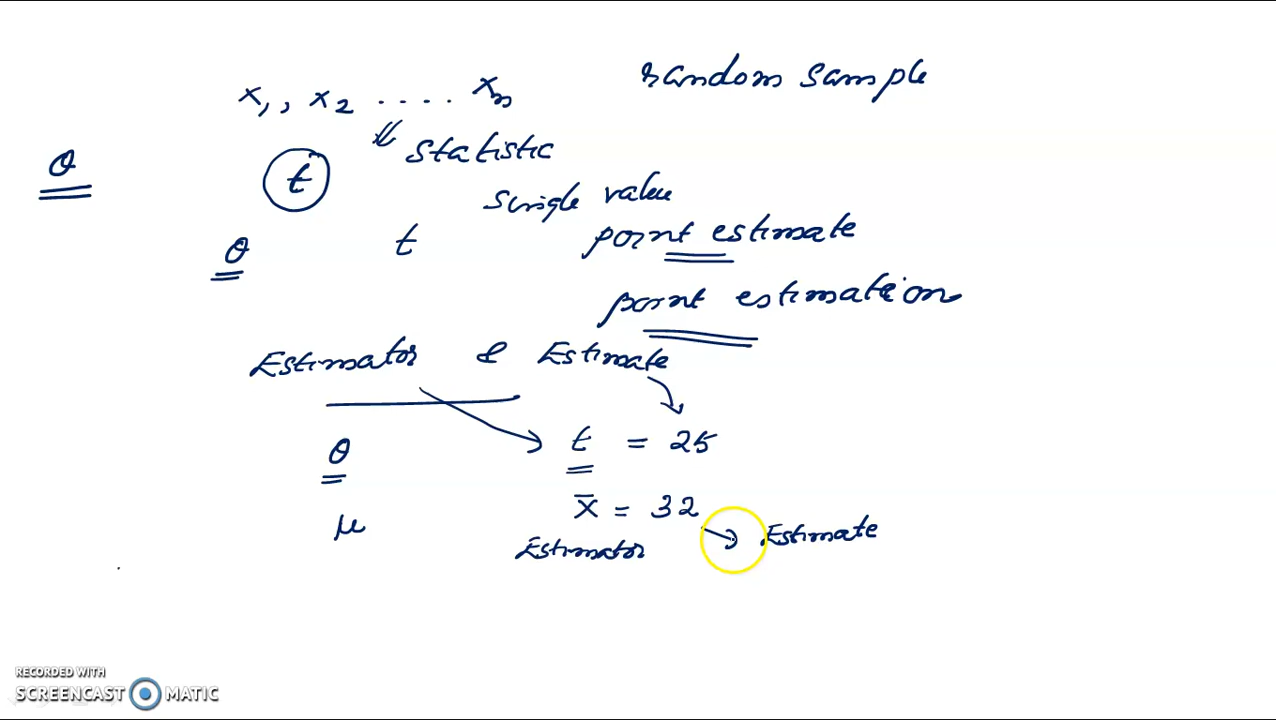 random sample
x1, x2 .... xn
θ t statistic
single value
θ t point estimate
point estimation
Estimator & Estimate
θ t = 25
μ x̄ = 32
Estimator Estimate
RECORDED WITH
SCREENCAST MATIC